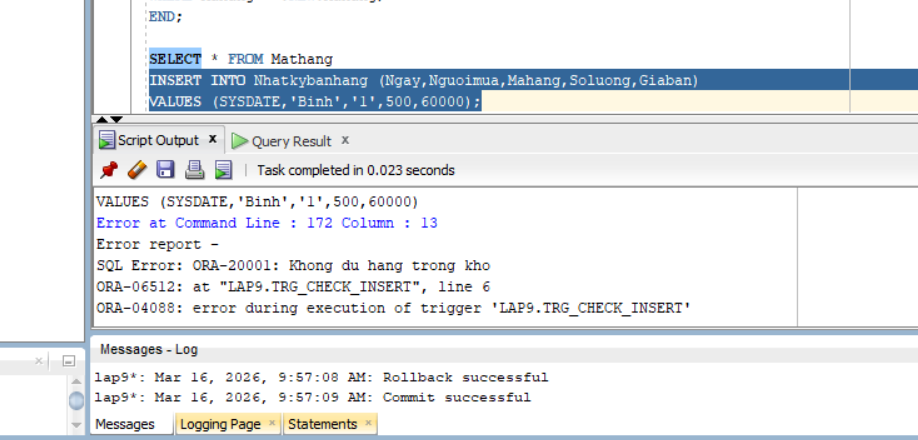 END;
SELECT * FROM Mathang
INSERT INTO Nhatkybanhang (Ngay,Nguoimua,Mahang,Soluong,Giaban)
VALUES (SYSDATE,'Binh','1',500,60000);
Script Output x Query Result x
Task completed in 0.023 seconds
VALUES (SYSDATE,'Binh','1',500,60000)
Error at Command Line : 172 Column : 13
Error report -
SQL Error: ORA-20001: Khong du hang trong kho
ORA-06512: at "LAP9.TRG_CHECK_INSERT", line 6
ORA-04088: error during execution of trigger 'LAP9.TRG_CHECK_INSERT'
Messages - Log
lap9*: Mar 16, 2026, 9:57:08 AM: Rollback successful
lap9*: Mar 16, 2026, 9:57:09 AM: Commit successful
Messages Logging Page x Statements x